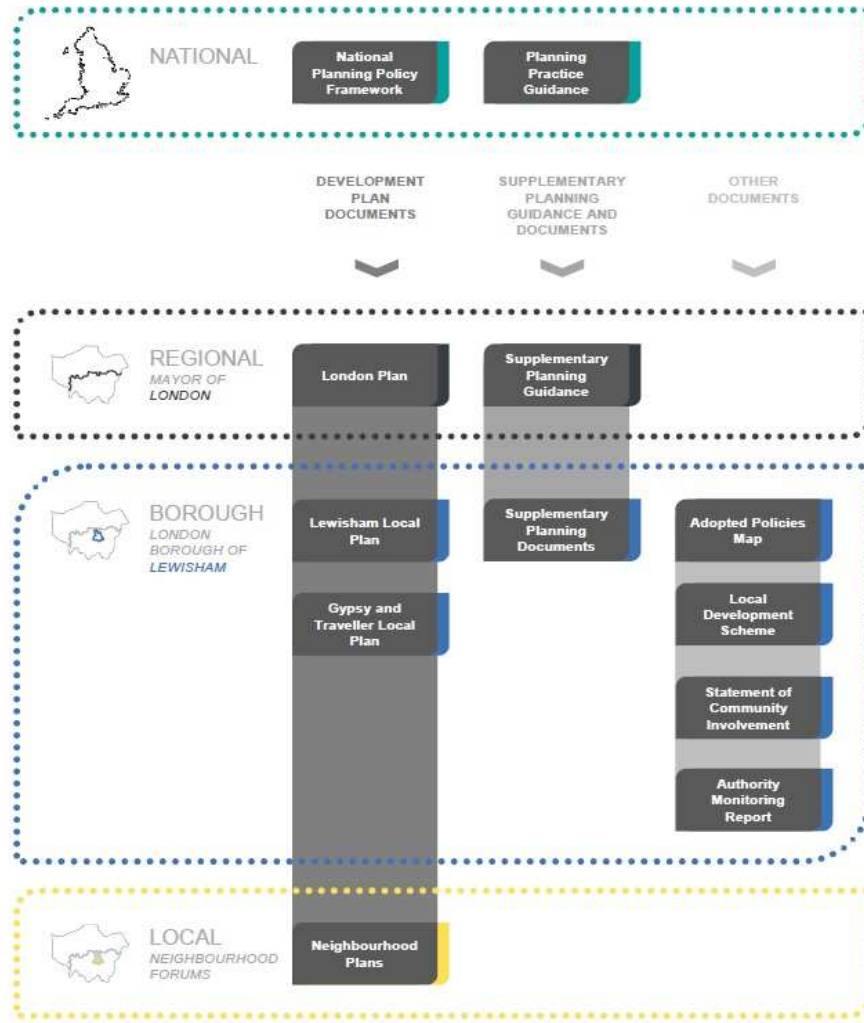 NATIONAL
National
Planning Policy
Framework
Planning
Practice
Guidance
DEVELOPMENT
PLAN
DOCUMENTS
SUPPLEMENTARY
PLANNING
GUIDANCE AND
DOCUMENTS
OTHER
DOCUMENTS
REGIONAL
MAYOR OF
LONDON
London Plan
Supplementary
Planning
Guidance
BOROUGH
LONDON
BOROUGH OF
LEWISHAM
Lewisham Local
Plan
Supplementary
Planning
Documents
Adopted Policies
Map
Gypsy and
Traveller Local
Plan
Local
Development
Scheme
Statement of
Community
Involvement
Authority
Monitoring
Report
LOCAL
NEIGHBOURHOOD
FORUMS
Neighbourhood
Plans